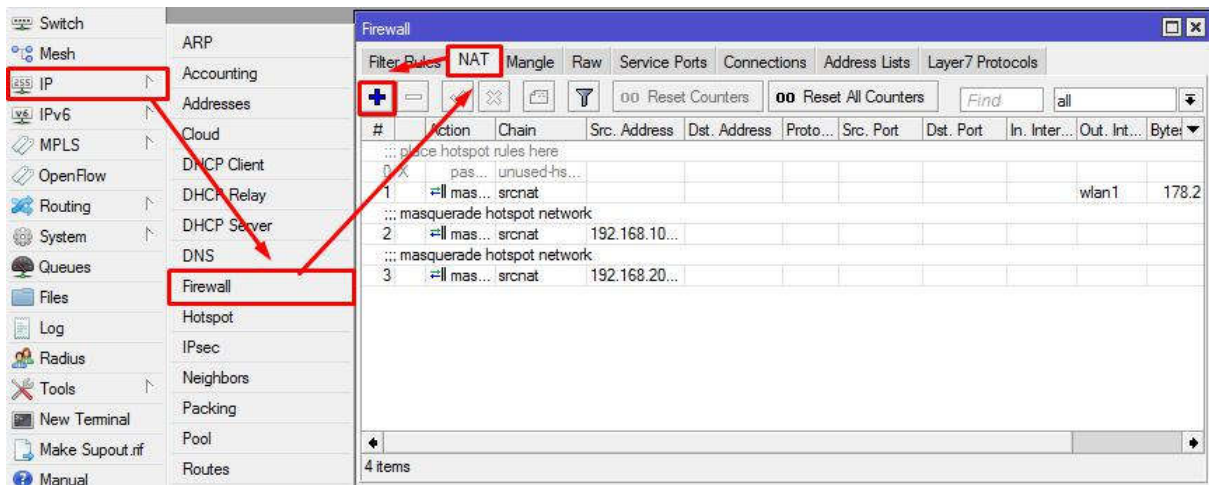 Switch
Mesh
IP
IPv6
MPLS
OpenFlow
Routing
System
Queues
Files
Log
Radius
Tools
New Terminal
Make Supout.rif
Manual
ARP
Accounting
Addresses
Cloud
DHCP Client
DHCP Relay
DHCP Server
DNS
Firewall
Hotspot
IPsec
Neighbors
Packing
Pool
Routes
Firewall
Filter Rules NAT Mangle Raw Service Ports Connections Address Lists Layer7 Protocols
00 Reset Counters 00 Reset All Counters Find all
# Action Chain Src. Address Dst. Address Proto... Src. Port Dst. Port In. Inter... Out. Int... Bytes
::: place hotspot rules here
0 X pas... unused-hs...
1 mas... srcnat wlan1 178.2
::: masquerade hotspot network
2 mas... srcnat 192.168.10...
::: masquerade hotspot network
3 mas... srcnat 192.168.20...
4 items